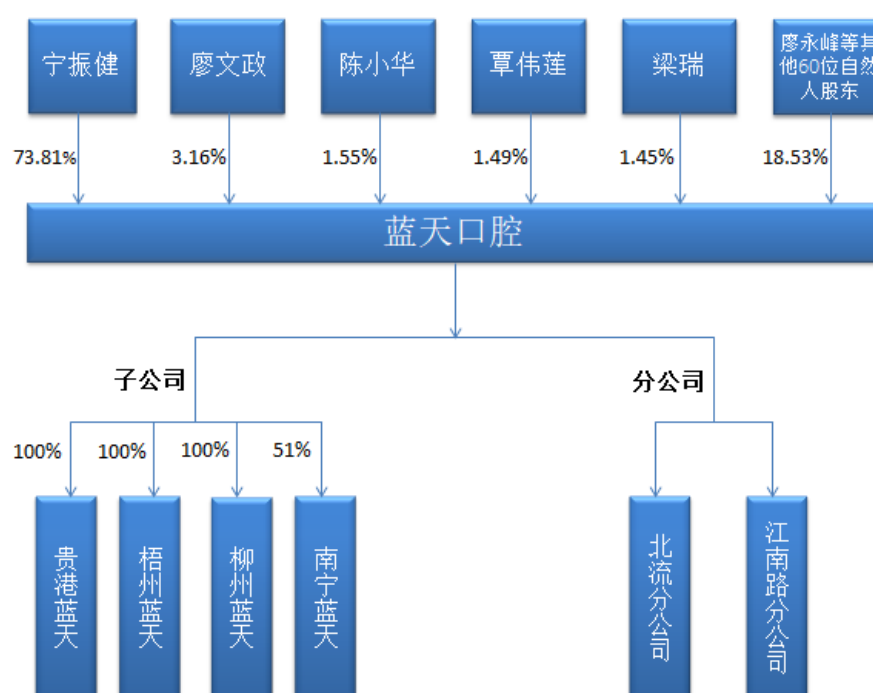 宁振健
廖文政
陈小华
覃伟莲
梁瑞
廖永峰等其
他60位自然
人股东
73.81%
3.16%
1.55%
1.49%
1.45%
18.53%
蓝天口腔
子公司
分公司
100%
100%
100%
51%
贵港蓝天
梧州蓝天
柳州蓝天
南宁蓝天
北流分公司
江南路分公司